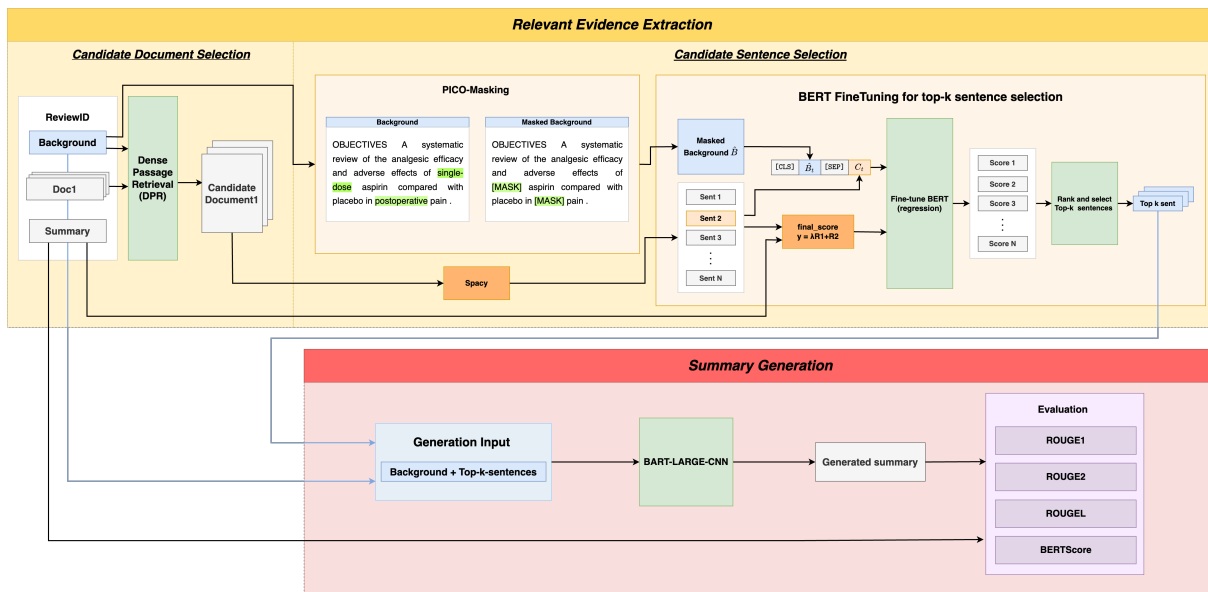 Relevant Evidence Extraction
Candidate Document Selection
Candidate Sentence Selection
ReviewID
Background
Doc1
Summary
Dense
Passage
Retrieval
(DPR)
Candidate
Document1
PICO-Masking
Background
OBJECTIVES A systematic
review of the analgesic efficacy
and adverse effects of single-
dose aspirin compared with
placebo in postoperative pain .
Masked Background
OBJECTIVES A systematic
review of the analgesic efficacy
and adverse effects of
[MASK] aspirin compared with
placebo in [MASK] pain .
Spacy
BERT FineTuning for top-k sentence selection
Masked
Background B̂
Sent 1
Sent 2
Sent 3
⋮
Sent N
[CLS] B̂ₜ [SEP] Cₜ
final_score
y = λR1+R2
Fine-tune BERT
(regression)
Score 1
Score 2
Score 3
⋮
Score N
Rank and select
Top-k sentences
Top k sent
Summary Generation
Generation Input
Background + Top-k-sentences
BART-LARGE-CNN
Generated summary
Evaluation
ROUGE1
ROUGE2
ROUGEL
BERTScore